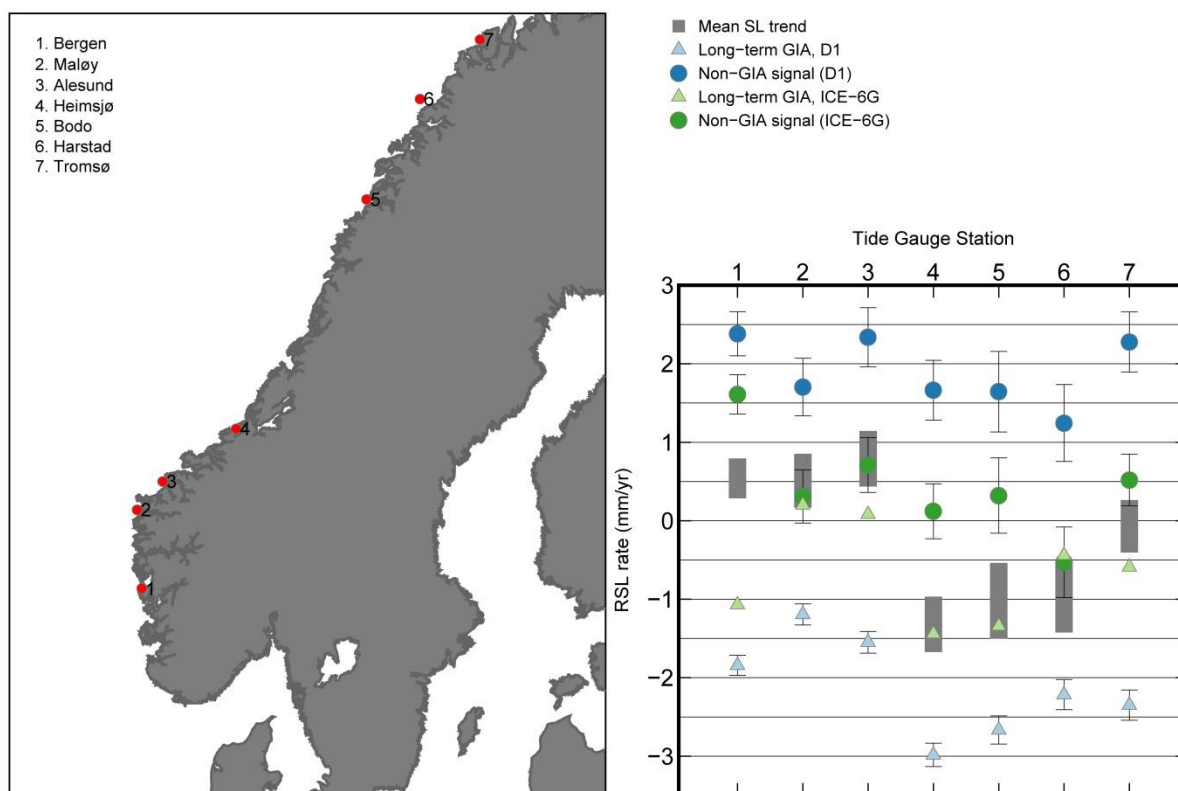 1. Bergen
2. Maløy
3. Alesund
4. Heimsjø
5. Bodo
6. Harstad
7. Tromsø
7
6
5
4
3
2
1
Mean SL trend
Long−term GIA, D1
Non−GIA signal (D1)
Long−term GIA, ICE−6G
Non−GIA signal (ICE−6G)
Tide Gauge Station
1 2 3 4 5 6 7
RSL rate (mm/yr)
3
2
1
0
−1
−2
−3